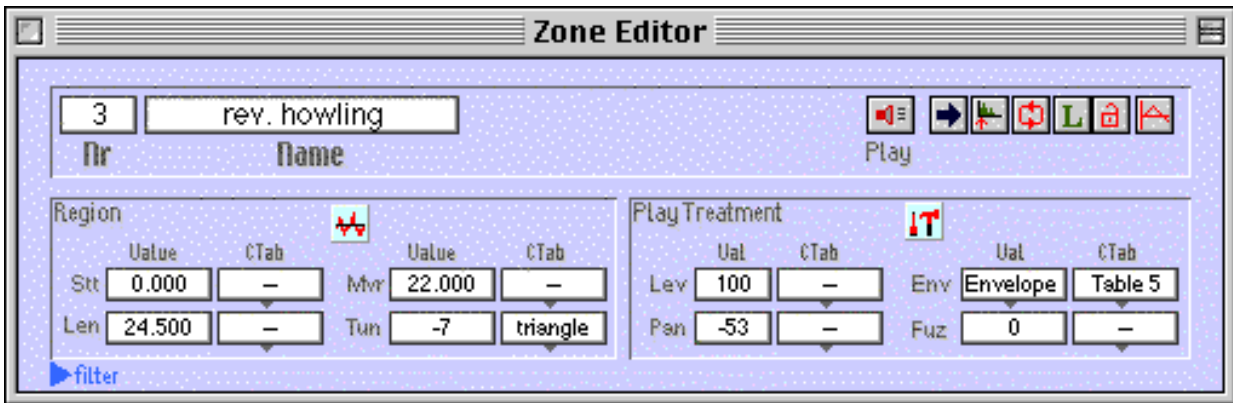 Zone Editor
3 rev. howling
Nr Name Play
L
Region
Value CTab Value CTab
Stt 0.000 – Mvr 22.000 –
Len 24.500 – Tun -7 triangle
Play Treatment
Val CTab Val CTab
Lev 100 – Env Envelope Table 5
Pan -53 – Fuz 0 –
filter